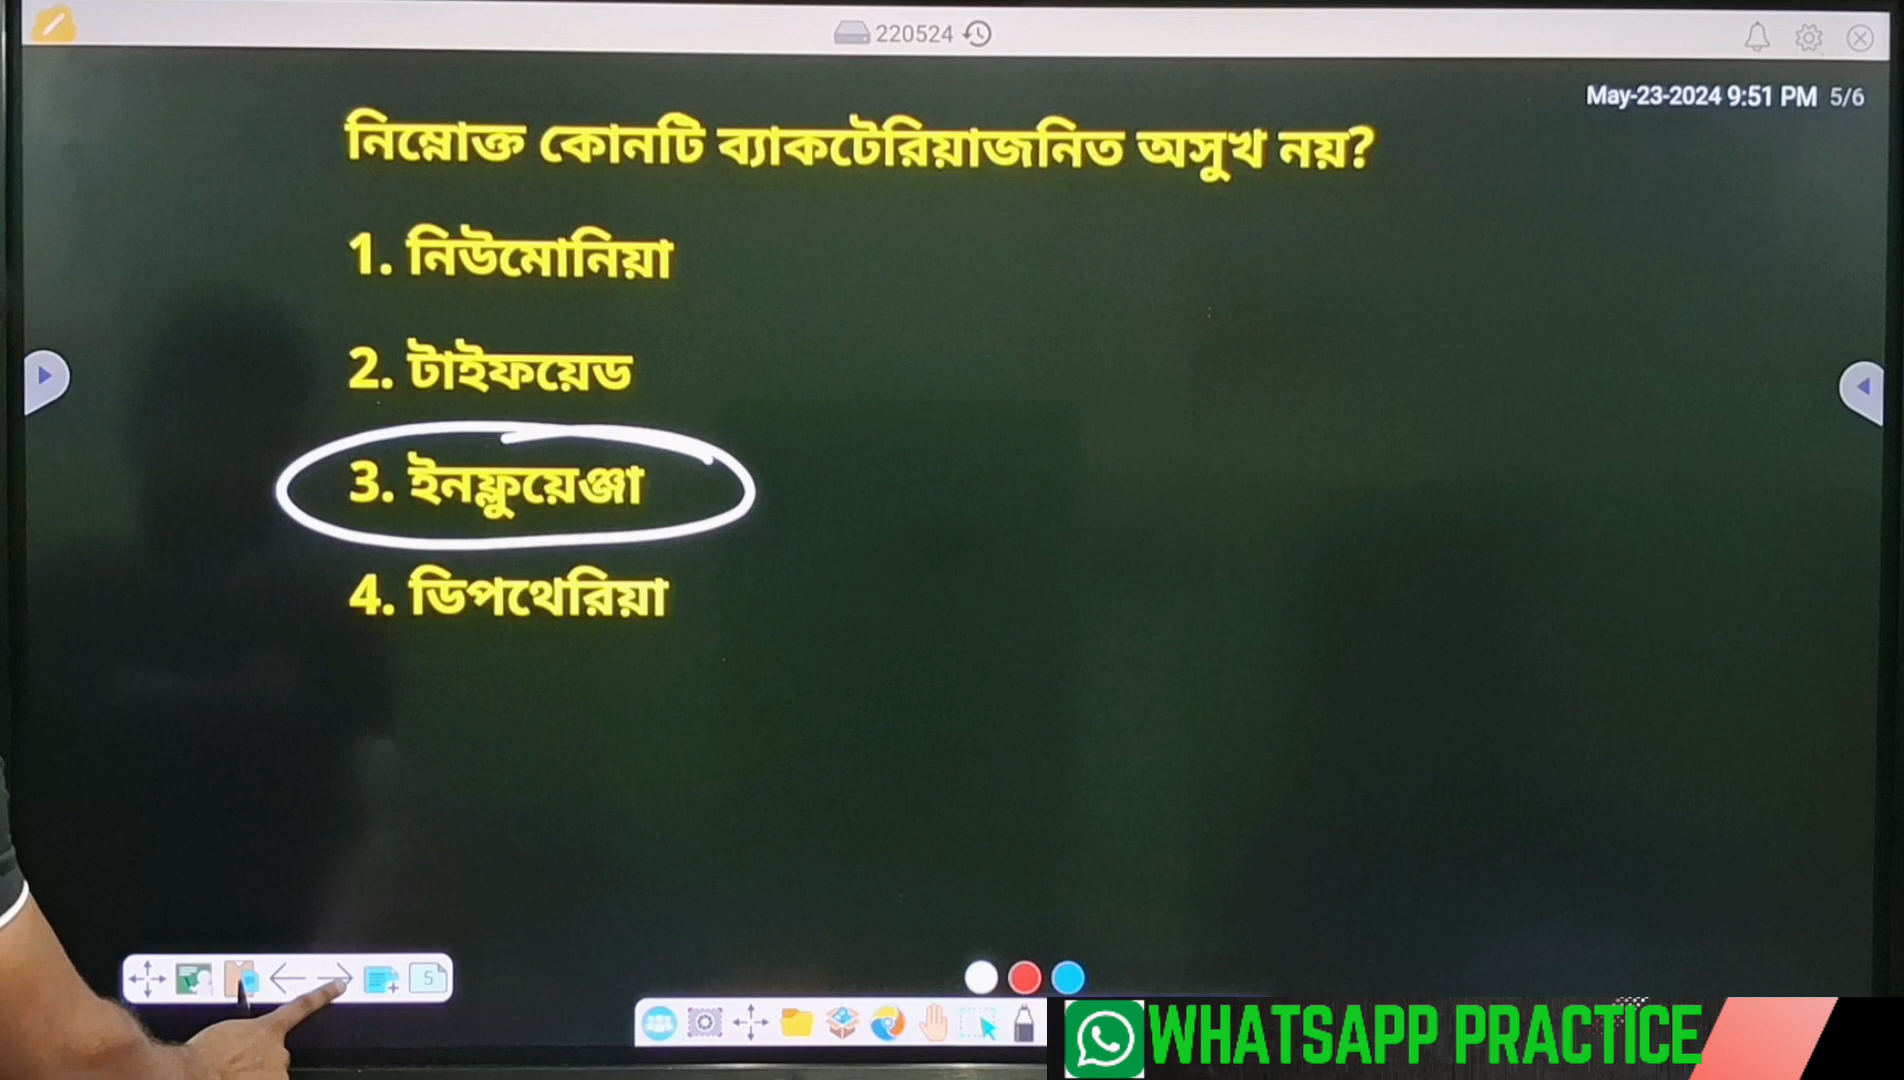 220524
May-23-2024 9:51 PM 5/6
নিম্নোক্ত কোনটি ব্যাকটেরিয়াজনিত অসুখ নয়?
1. নিউমোনিয়া
2. টাইফয়েড
3. ইনফ্লুয়েঞ্জা
4. ডিপথেরিয়া
5
WHATSAPP PRACTICE